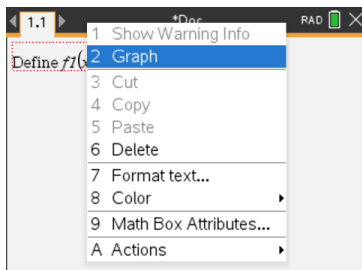 1.1 *Doc RAD
Define f1(x
1 Show Warning Info
2 Graph
3 Cut
4 Copy
5 Paste
6 Delete
7 Format text...
8 Color
9 Math Box Attributes...
A Actions